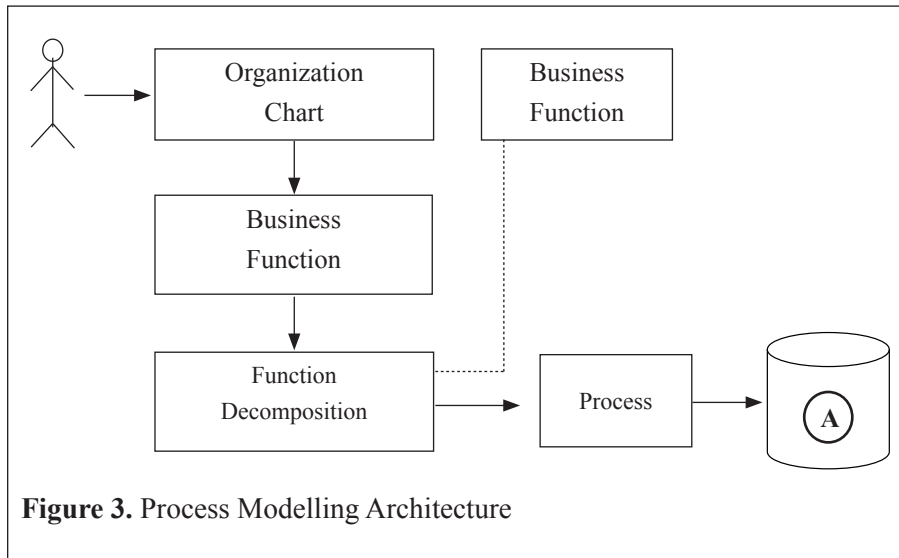 Organization
Chart
Business
Function
Business
Function
Function
Decomposition
Process
A
Figure 3. Process Modelling Architecture